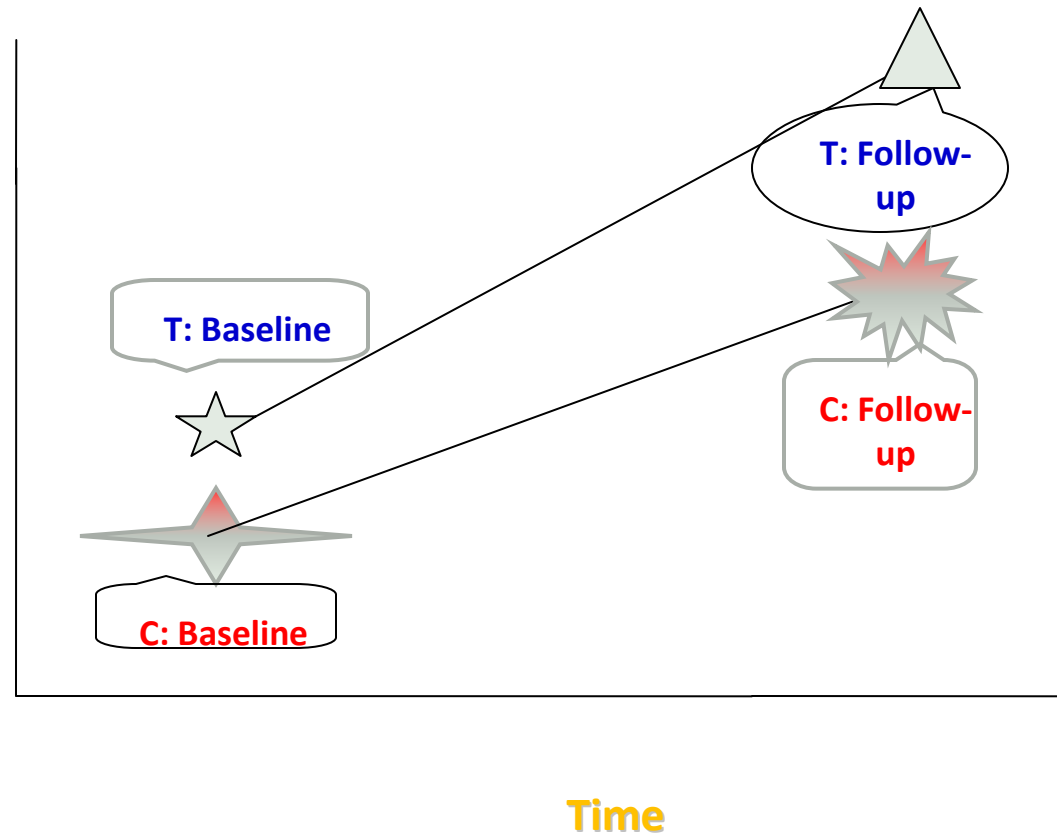 T: Follow-
up
T: Baseline
C: Follow-
up
C: Baseline
Time